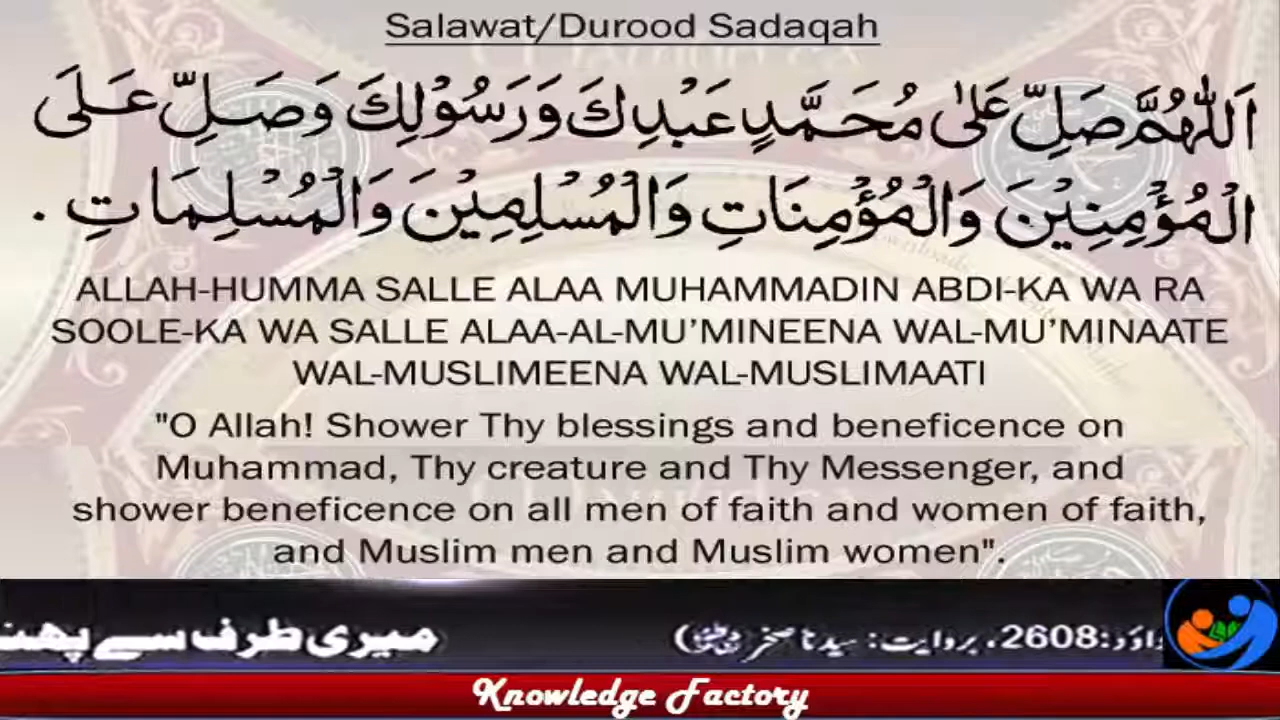 Salawat/Durood Sadaqah
اَللّٰهُمَّ صَلِّ عَلٰى مُحَمَّدٍ عَبْدِكَ وَرَسُوْلِكَ وَصَلِّ عَلَى
الْمُؤْمِنِيْنَ وَالْمُؤْمِنَاتِ وَالْمُسْلِمِيْنَ وَالْمُسْلِمَاتِ .
ALLAH-HUMMA SALLE ALAA MUHAMMADIN ABDI-KA WA RA
SOOLE-KA WA SALLE ALAA-AL-MU’MINEENA WAL-MU’MINAATE
WAL-MUSLIMEENA WAL-MUSLIMAATI
"O Allah! Shower Thy blessings and beneficence on
Muhammad, Thy creature and Thy Messenger, and
shower beneficence on all men of faith and women of faith,
and Muslim men and Muslim women".
داؤد:2608، بروایت: سیدنا صخر) میری طرف سے
Knowledge Factory